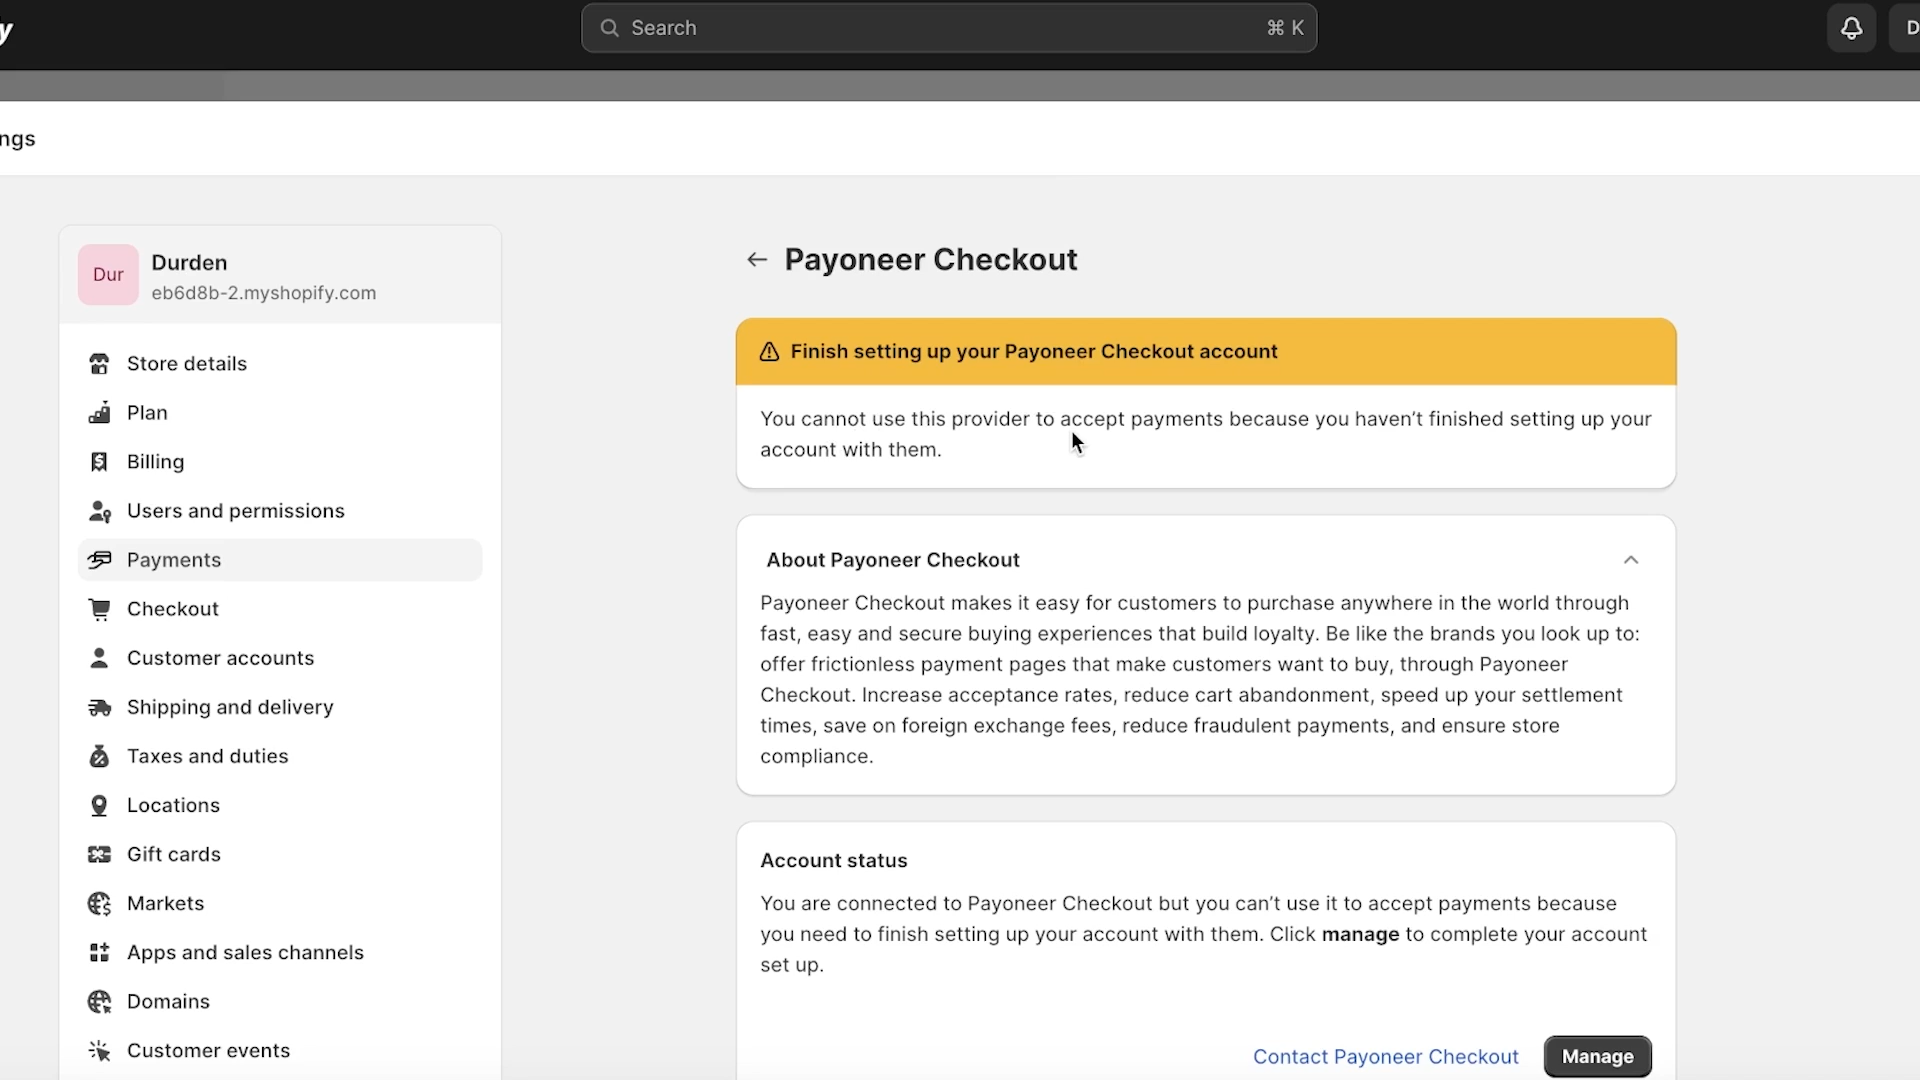 y
Search
⌘ K
D
ngs
Dur
Durden
eb6d8b-2.myshopify.com
Store details
Plan
Billing
Users and permissions
Payments
Checkout
Customer accounts
Shipping and delivery
Taxes and duties
Locations
Gift cards
Markets
Apps and sales channels
Domains
Customer events
Payoneer Checkout
Finish setting up your Payoneer Checkout account
You cannot use this provider to accept payments because you haven’t finished setting up your
account with them.
About Payoneer Checkout
Payoneer Checkout makes it easy for customers to purchase anywhere in the world through
fast, easy and secure buying experiences that build loyalty. Be like the brands you look up to:
offer frictionless payment pages that make customers want to buy, through Payoneer
Checkout. Increase acceptance rates, reduce cart abandonment, speed up your settlement
times, save on foreign exchange fees, reduce fraudulent payments, and ensure store
compliance.
Account status
You are connected to Payoneer Checkout but you can’t use it to accept payments because
you need to finish setting up your account with them. Click manage to complete your account
set up.
Contact Payoneer Checkout
Manage